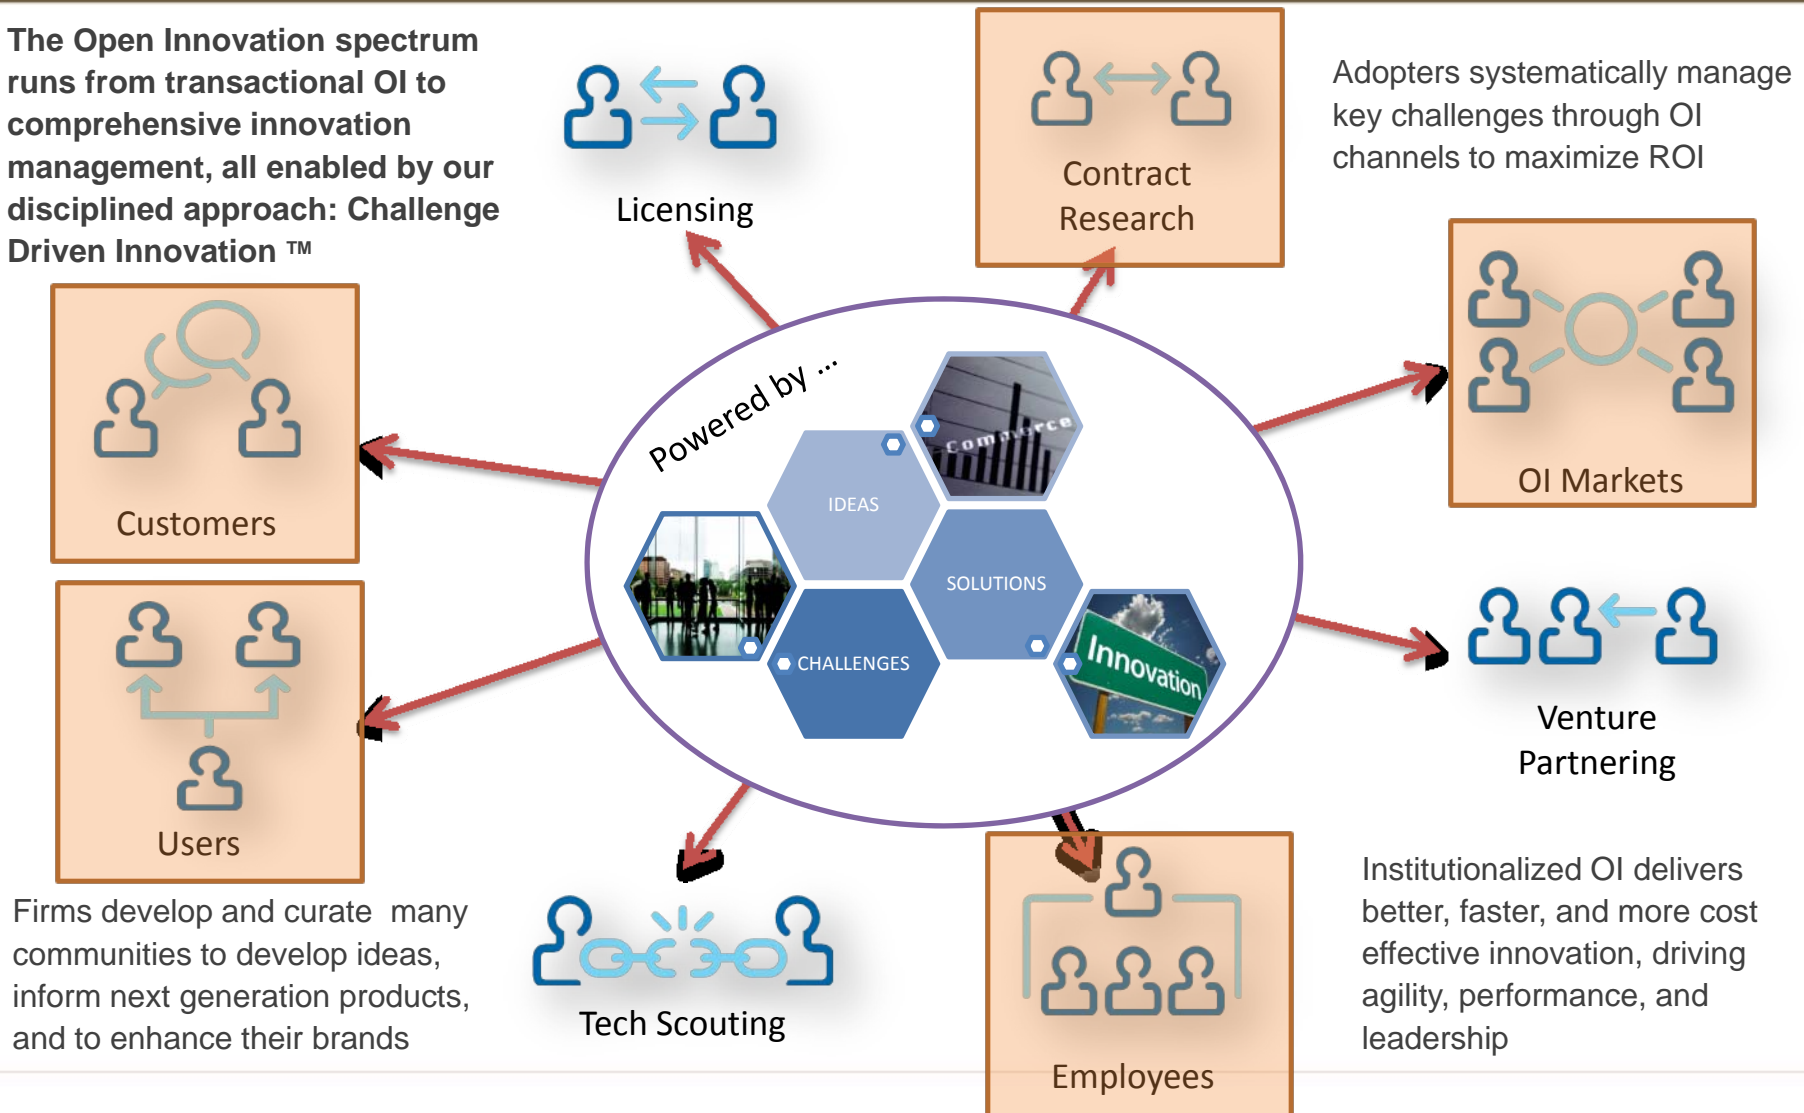 The Open Innovation spectrum
runs from transactional OI to
comprehensive innovation
management, all enabled by our
disciplined approach: Challenge
Driven Innovation ™
Licensing
Contract
Research
Adopters systematically manage
key challenges through OI
channels to maximize ROI
Customers
OI Markets
Powered by ...
Commerce
IDEAS
SOLUTIONS
CHALLENGES
Innovation
Users
Venture
Partnering
Firms develop and curate  many
communities to develop ideas,
inform next generation products,
and to enhance their brands
Tech Scouting
Employees
Institutionalized OI delivers
better, faster, and more cost
effective innovation, driving
agility, performance, and
leadership